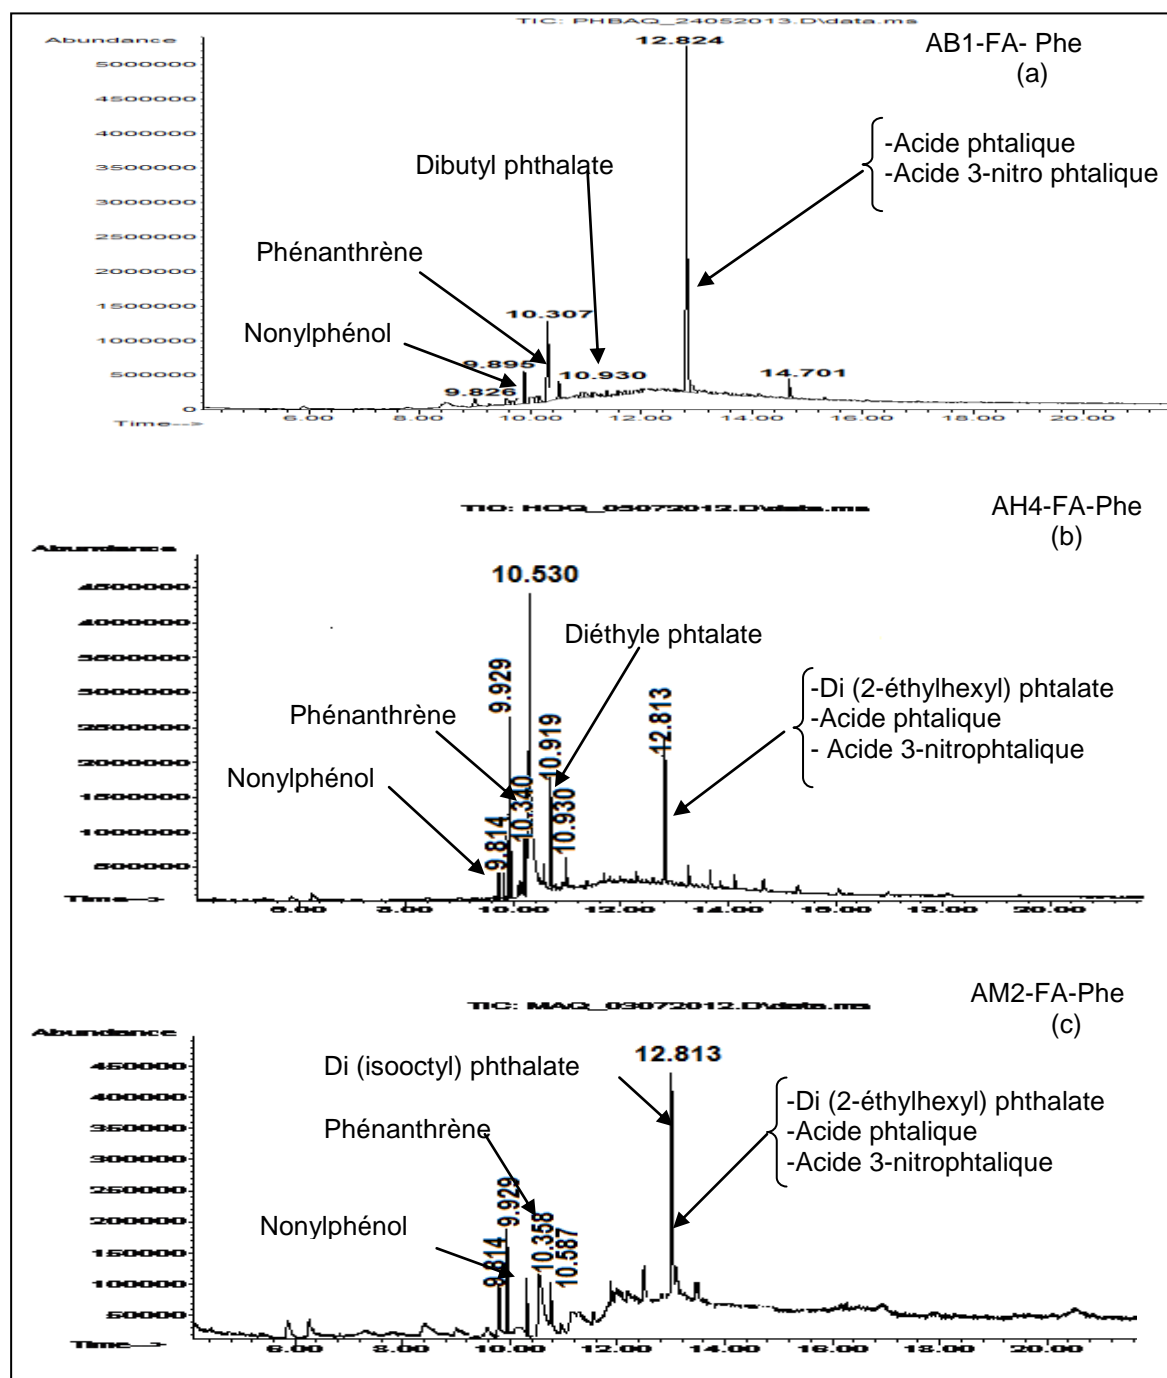 TIC: PHBAQ_24052013.D\data.ms
Abundance
12.824
AB1-FA- Phe
(a)
5000000
4500000
4000000
3500000
3000000
2500000
2000000
1500000
1000000
500000
0
-Acide phtalique
-Acide 3-nitro phtalique
Dibutyl phthalate
Phénanthrène
Nonylphénol
10.307
9.895
9.826
10.930
14.701
Time-->
6.00 8.00 10.00 12.00 14.00 16.00 18.00 20.00
TIC: HOQ_05072012.D\data.ms
AH4-FA-Phe
(b)
Abundance
4500000
4000000
3500000
3000000
2500000
2000000
1500000
1000000
500000
10.530
Diéthyle phtalate
-Di (2-éthylhexyl) phtalate
-Acide phtalique
- Acide 3-nitrophtalique
Phénanthrène
Nonylphénol
9.814
9.929
10.340
10.919
10.930
12.813
Time-->
6.00 8.00 10.00 12.00 14.00 16.00 18.00 20.00
TIC: MAQ_03072012.D\data.ms
AM2-FA-Phe
(c)
Abundance
450000
400000
350000
300000
250000
200000
150000
100000
50000
12.813
Di (isooctyl) phthalate
-Di (2-éthylhexyl) phthalate
-Acide phtalique
-Acide 3-nitrophtalique
Phénanthrène
Nonylphénol
9.814
9.929
10.358
10.587
Time-->
6.00 8.00 10.00 12.00 14.00 16.00 18.00 20.00